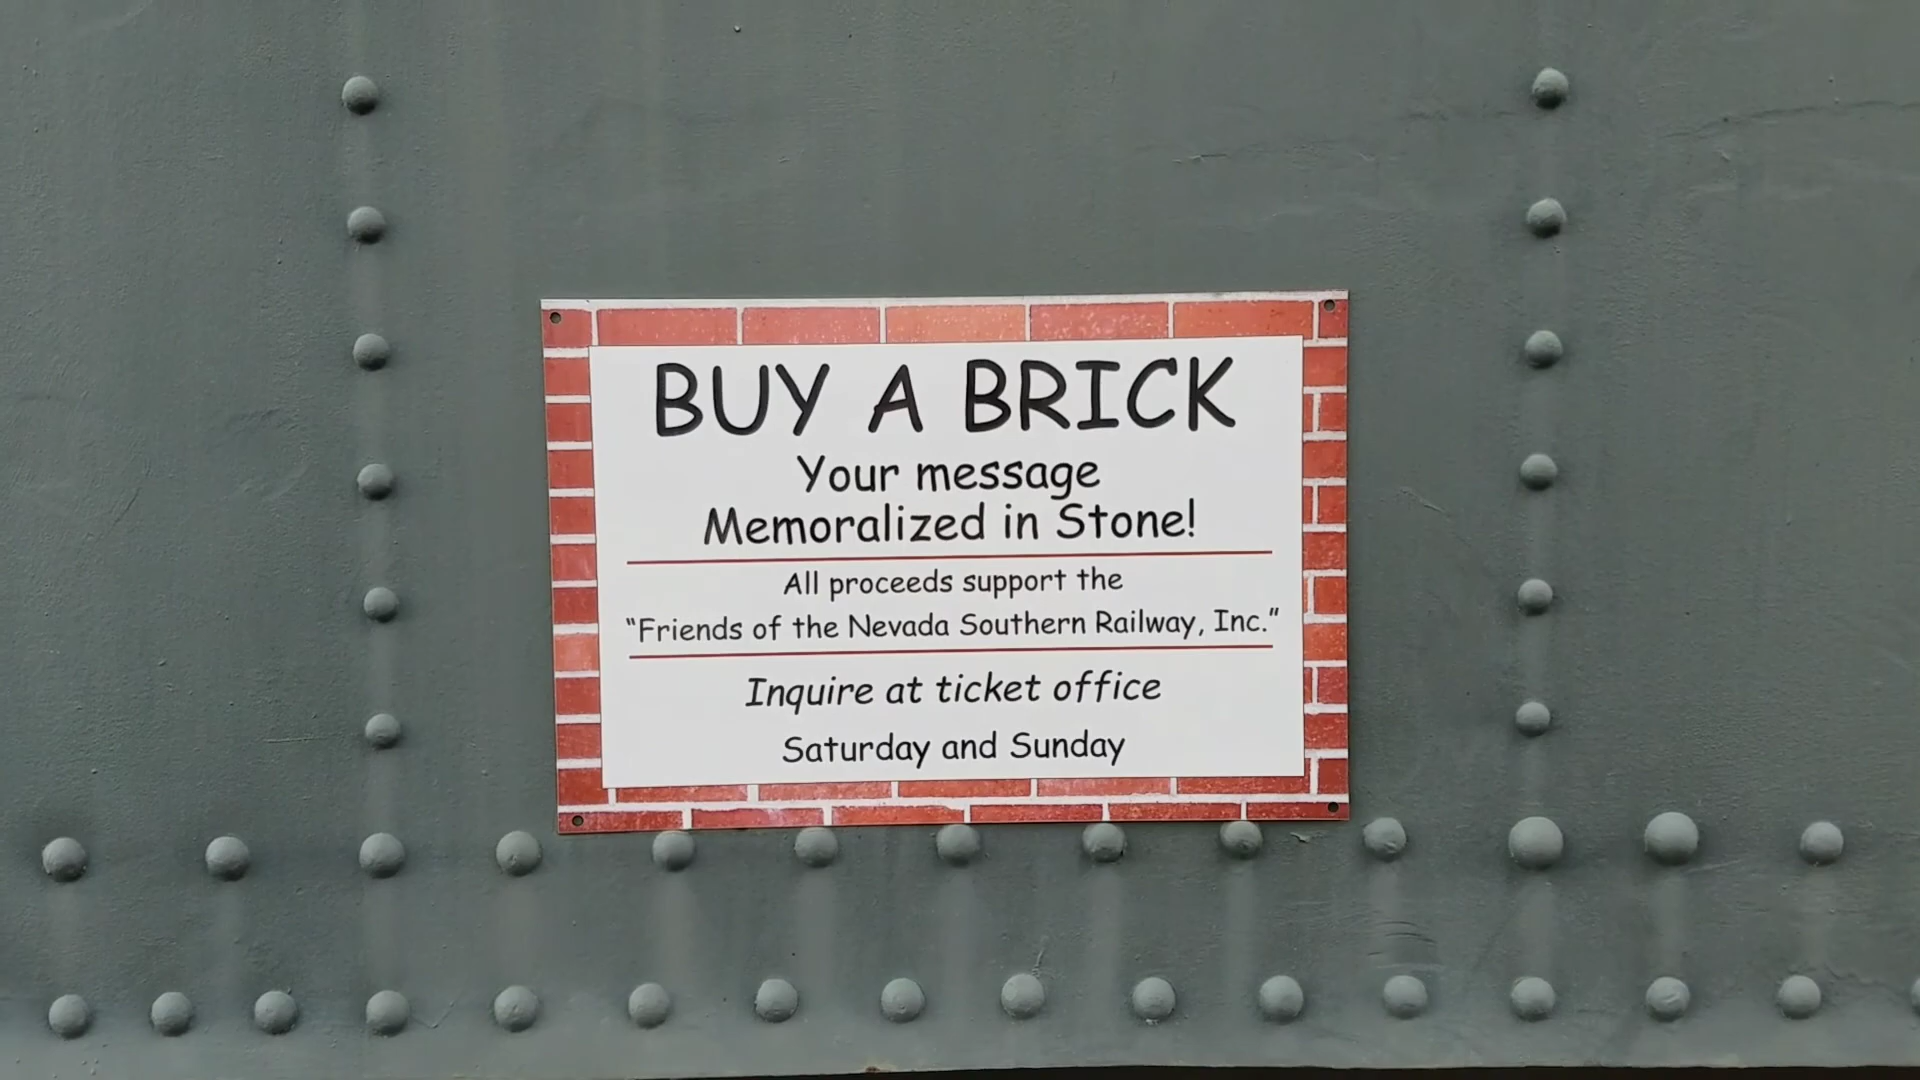 BUY A BRICK
Your message
Memoralized in Stone!
All proceeds support the
“Friends of the Nevada Southern Railway, Inc.”
Inquire at ticket office
Saturday and Sunday